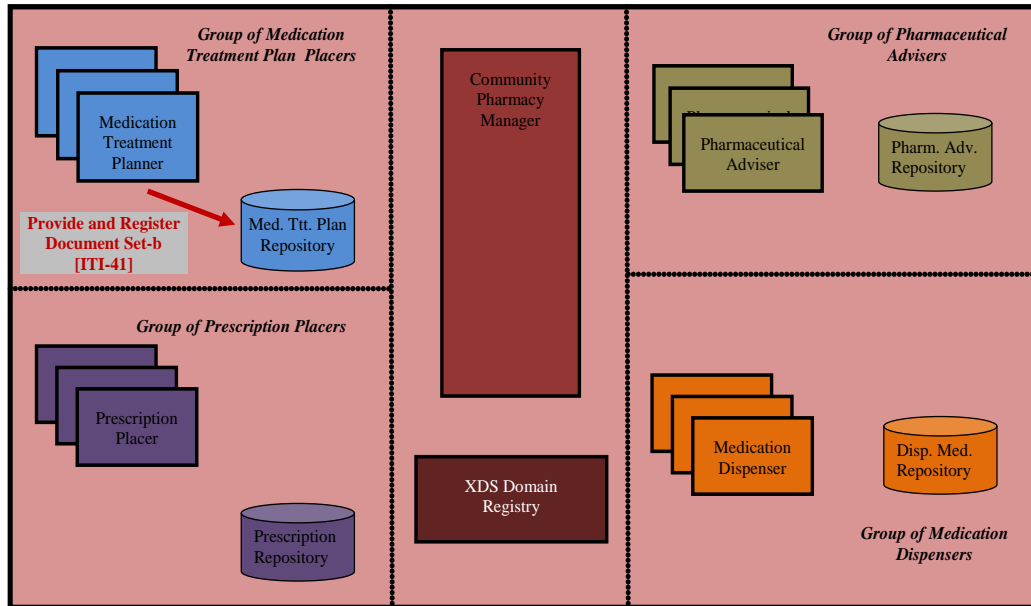 Group of Medication
Treatment Plan Placers
Medication
Treatment
Planner
Provide and Register
Document Set-b
[ITI-41]
Med. Ttt. Plan
Repository
Group of Prescription Placers
Prescription
Placer
Prescription
Repository
Community
Pharmacy
Manager
XDS Domain
Registry
Group of Pharmaceutical
Advisers
Pharmaceutical
Adviser
Pharm. Adv.
Repository
Medication
Dispenser
Disp. Med.
Repository
Group of Medication
Dispensers